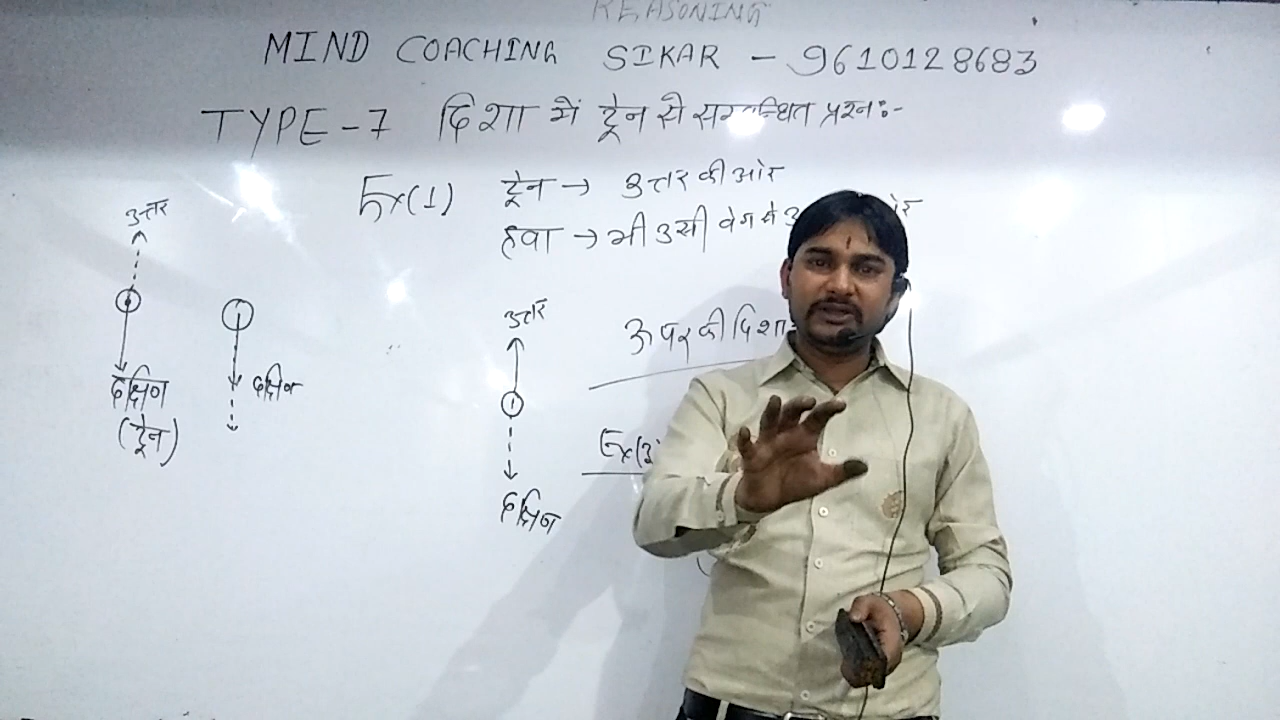 REASONING
MIND COACHING SIKAR - 9610128683
TYPE-7 दिशा में ट्रेन से सम्बन्धित प्रश्न:-
Ex(1) ट्रेन → उत्तर की ओर
हवा → भी उसी वेग से
उत्तर
दक्षिण
(ट्रेन)
दक्षिण
उत्तर
दक्षिण
ऊपर की दिशा